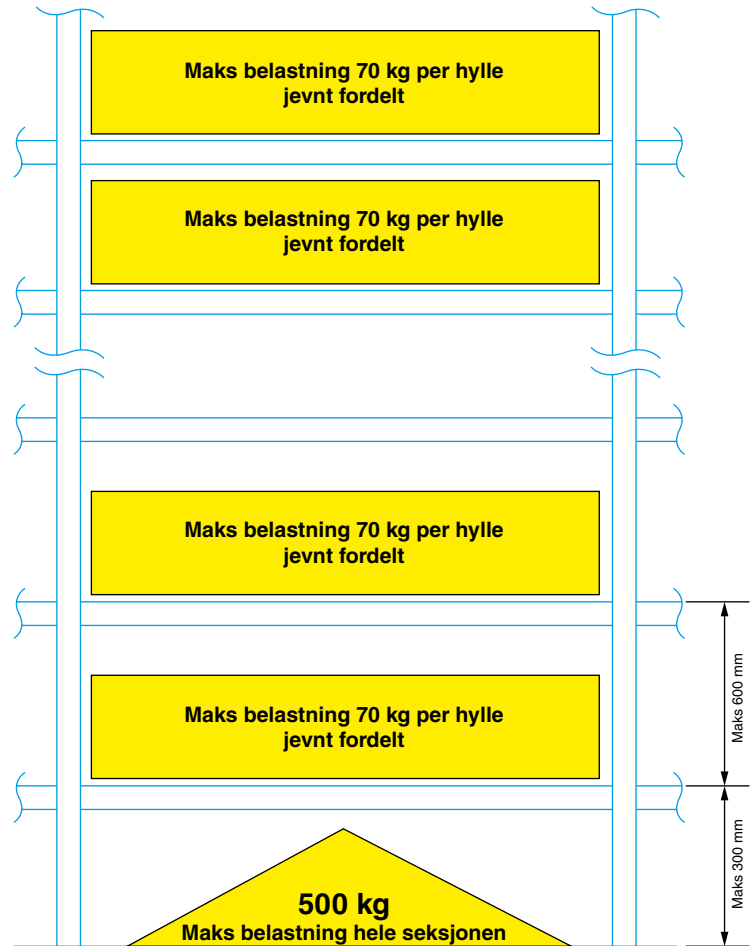 Maks belastning 70 kg per hylle
jevnt fordelt
Maks belastning 70 kg per hylle
jevnt fordelt
Maks belastning 70 kg per hylle
jevnt fordelt
Maks 600 mm
Maks belastning 70 kg per hylle
jevnt fordelt
Maks 300 mm
500 kg
Maks belastning hele seksjonen